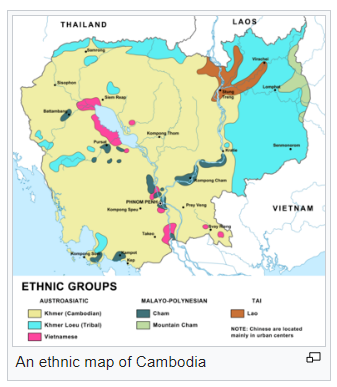 THAILAND
LAOS
Samrong
Virachei
Sisophon
Stung
Treng
Lomphat
Siem Reap
Battambang
Kompong Thom
Pursat
Kratie
Senmonorom
Kompong Cham
PHNOM PENH
Prey Veng
Kompong Speu
VIETNAM
Takeo
Svay Rieng
Kampot
Kep
ETHNIC GROUPS
AUSTROASIATIC
MALAYO-POLYNESIAN
TAI
Khmer (Cambodian)
Cham
Lao
Khmer Loeu (Tribal)
Mountain Cham
Vietnamese
NOTE: Chinese are located
mainly in urban centers
An ethnic map of Cambodia